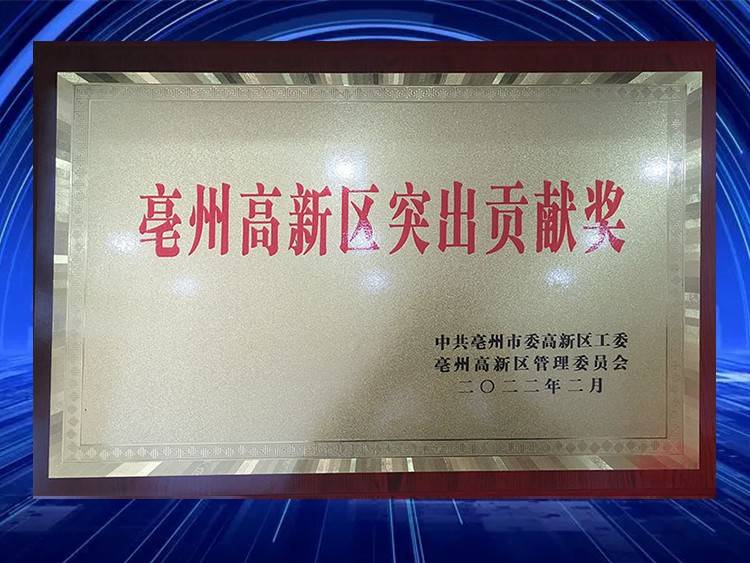 亳州高新区突出贡献奖
中共亳州市委高新区工委
亳州高新区管理委员会
二〇二二年二月